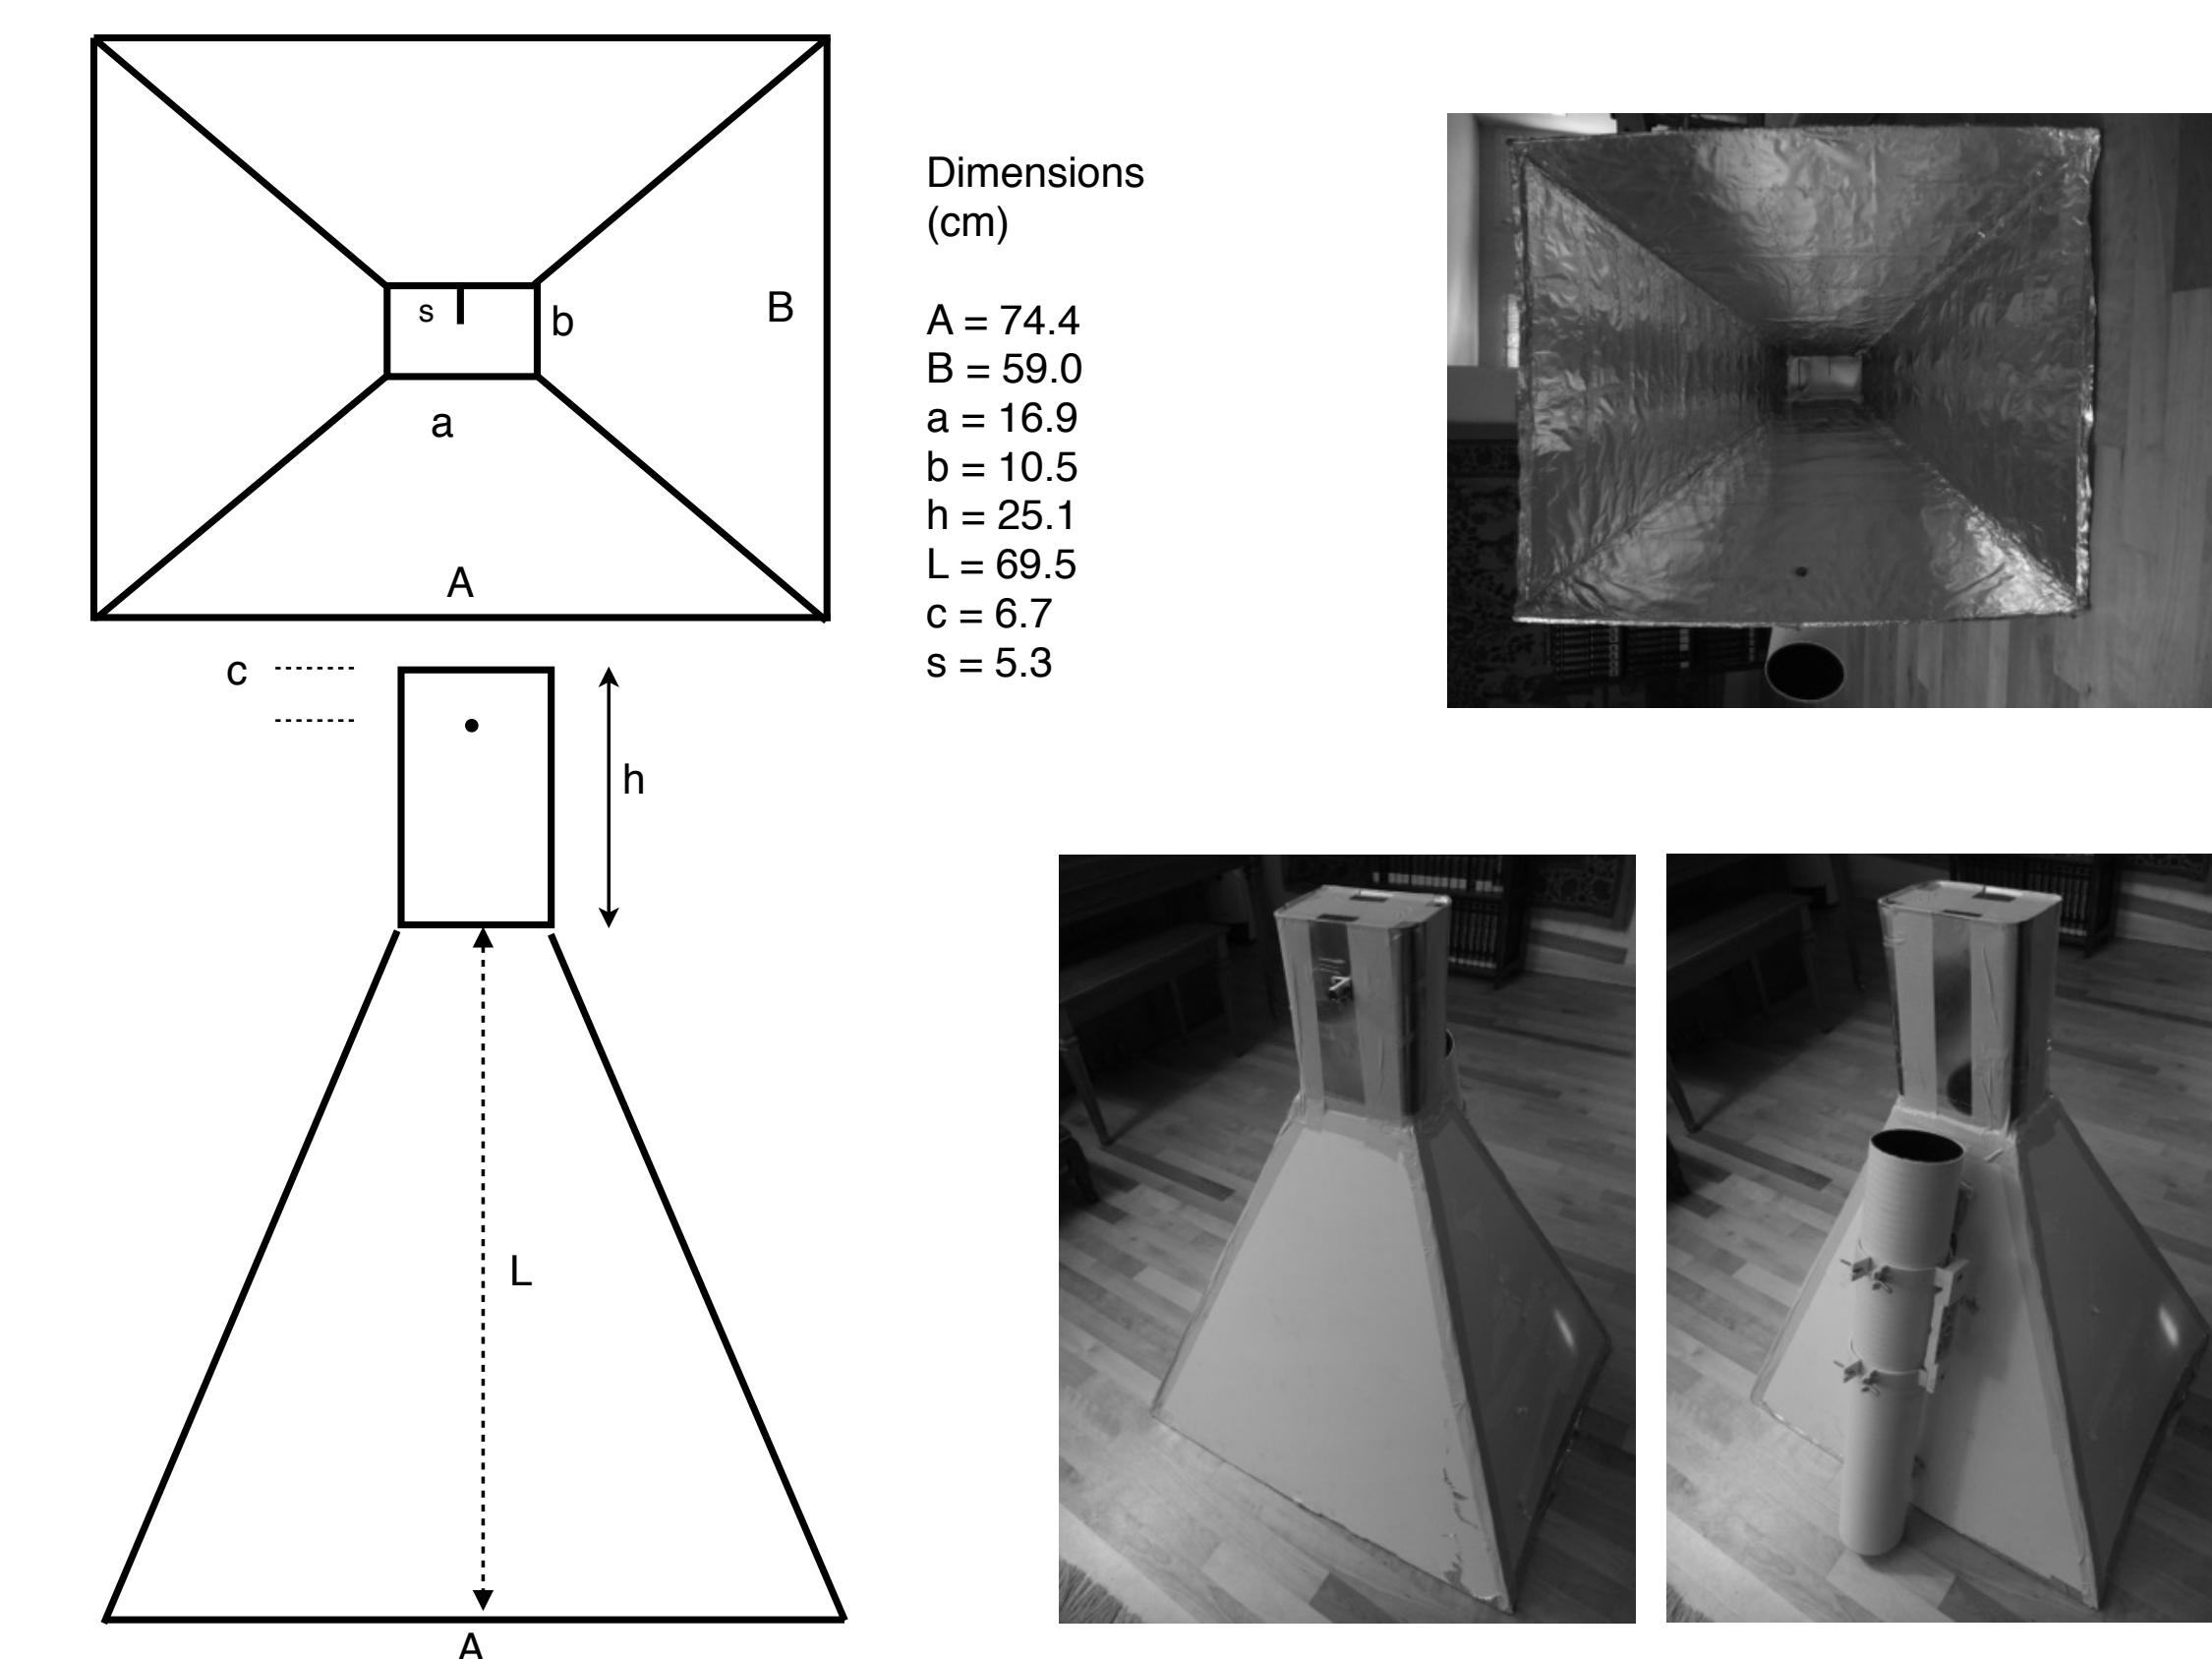 s
b
B
a
A
Dimensions
(cm)
A = 74.4
B = 59.0
a = 16.9
b = 10.5
h = 25.1
L = 69.5
c = 6.7
s = 5.3
c
h
L
A